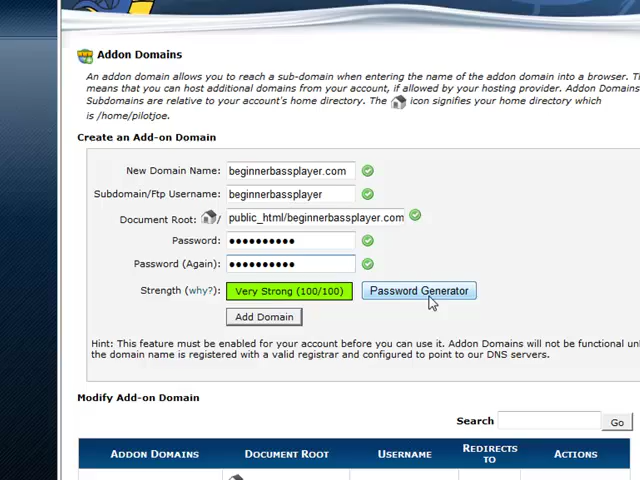 Addon Domains
An addon domain allows you to reach a sub-domain when entering the name of the addon domain into a browser.
means that you can host additional domains from your account, if allowed by your hosting provider. Addon Domains
Subdomains are relative to your account's home directory. The icon signifies your home directory which
is /home/pilotjoe.
Create an Add-on Domain
New Domain Name: beginnerbassplayer.com
Subdomain/Ftp Username: beginnerbassplayer
Document Root: / public_html/beginnerbassplayer.com
Password: ••••••••••
Password (Again): ••••••••••
Strength (why?): Very Strong (100/100) Password Generator
Add Domain
Hint: This feature must be enabled for your account before you can use it. Addon Domains will not be functional
the domain name is registered with a valid registrar and configured to point to our DNS servers.
Modify Add-on Domain
Search Go
ADDON DOMAINS DOCUMENT ROOT USERNAME REDIRECTS TO ACTIONS